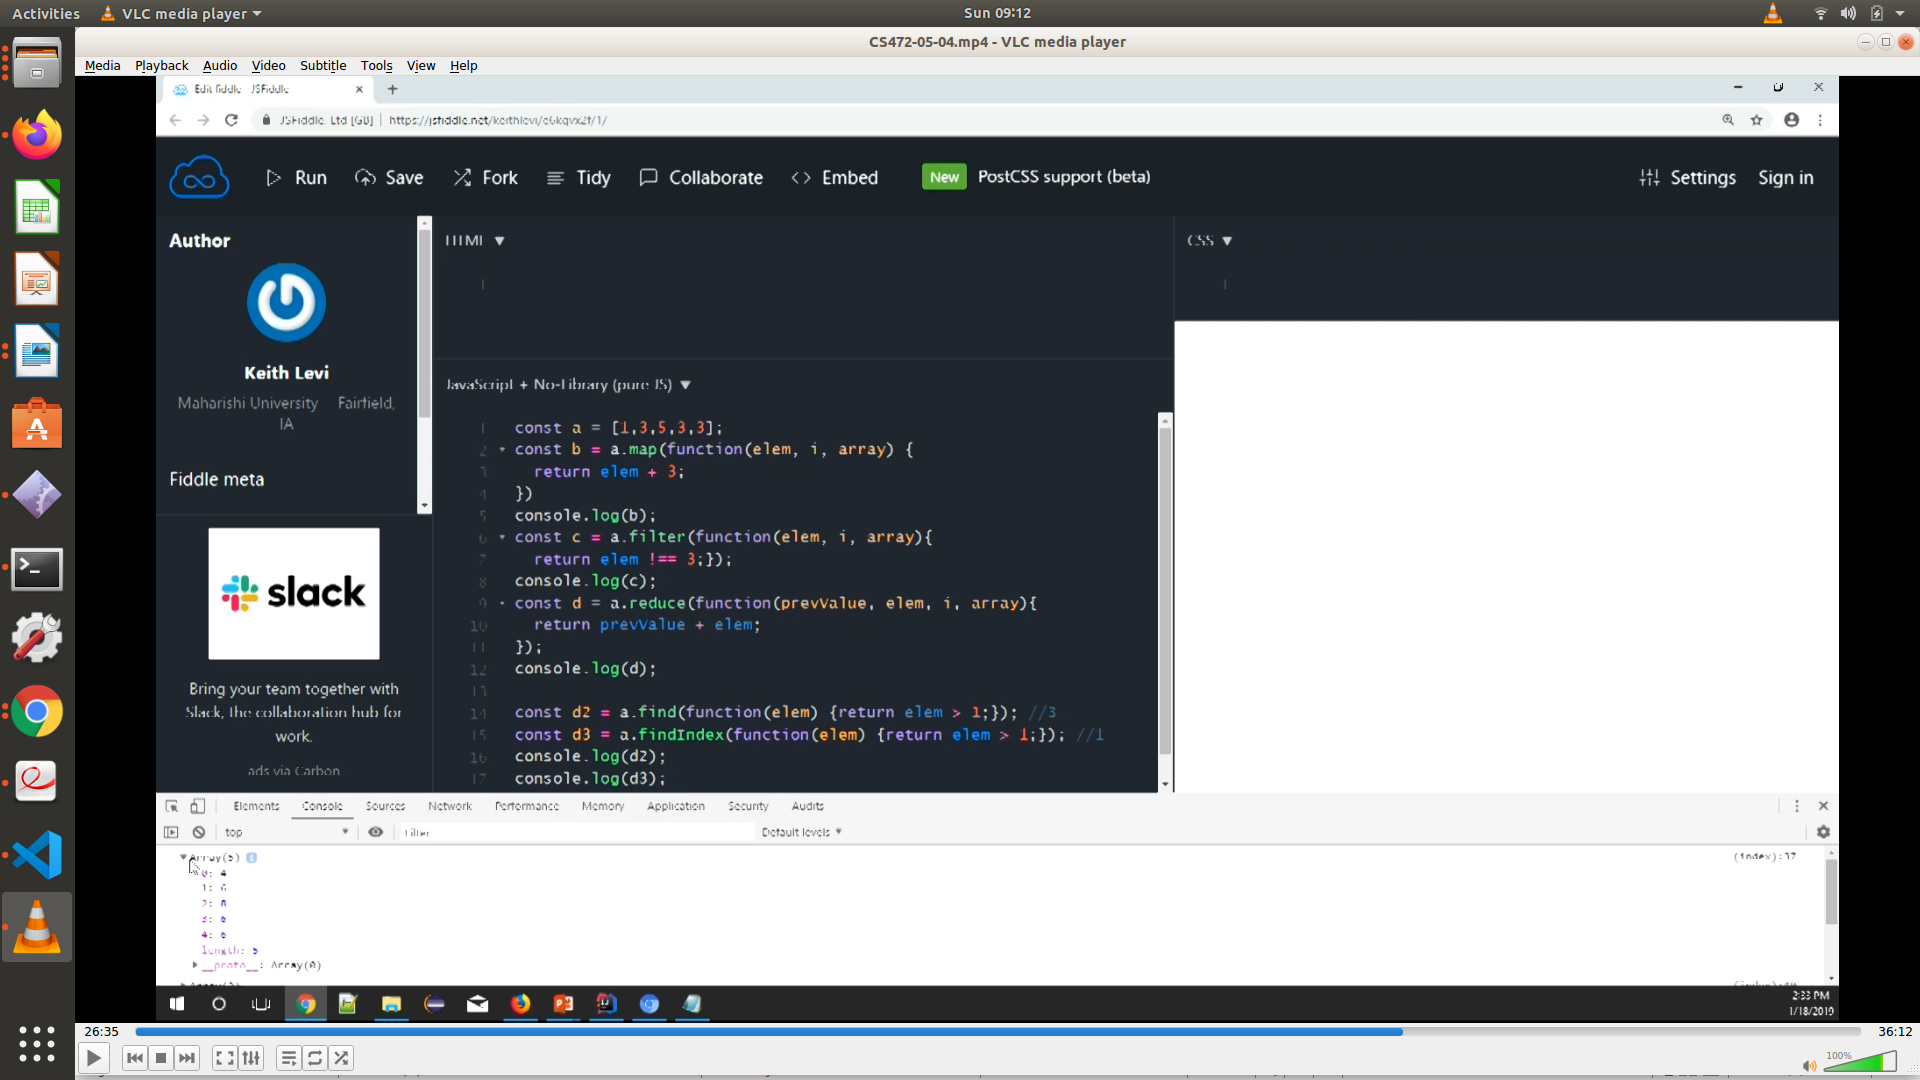 Activities VLC media player Sun 09:12
CS472-05-04.mp4 - VLC media player
Media Playback Audio Video Subtitle Tools View Help
Edit fiddle JSFiddle
JSFiddle, Ltd [GB] https://jsfiddle.net/keithlevi/e6kqvx2f/1/
Run Save Fork Tidy Collaborate Embed New PostCSS support (beta) Settings Sign in
Author
HTML ▼
CSS ▼
1
1
Keith Levi
Maharishi University Fairfield,
IA
Fiddle meta
slack
Bring your team together with
Slack, the collaboration hub for
work.
ads via Carbon
JavaScript + No-Library (pure JS) ▼
1 const a = [1,3,5,3,3];
2 const b = a.map(function(elem, i, array) {
3 return elem + 3;
4 })
5 console.log(b);
6 const c = a.filter(function(elem, i, array){
7 return elem !== 3;});
8 console.log(c);
9 const d = a.reduce(function(prevValue, elem, i, array){
10 return prevValue + elem;
11 });
12 console.log(d);
13
14 const d2 = a.find(function(elem) {return elem > 1;}); //3
15 const d3 = a.findIndex(function(elem) {return elem > 1;}); //1
16 console.log(d2);
17 console.log(d3);
Elements Console Sources Network Performance Memory Application Security Audits
top Filter Default levels ▼
Array(5) (index):37
0: 4
1: 6
2: 8
3: 6
4: 6
length: 5
__proto__: Array(0)
2:33 PM
1/18/2019
26:35 36:12
100%